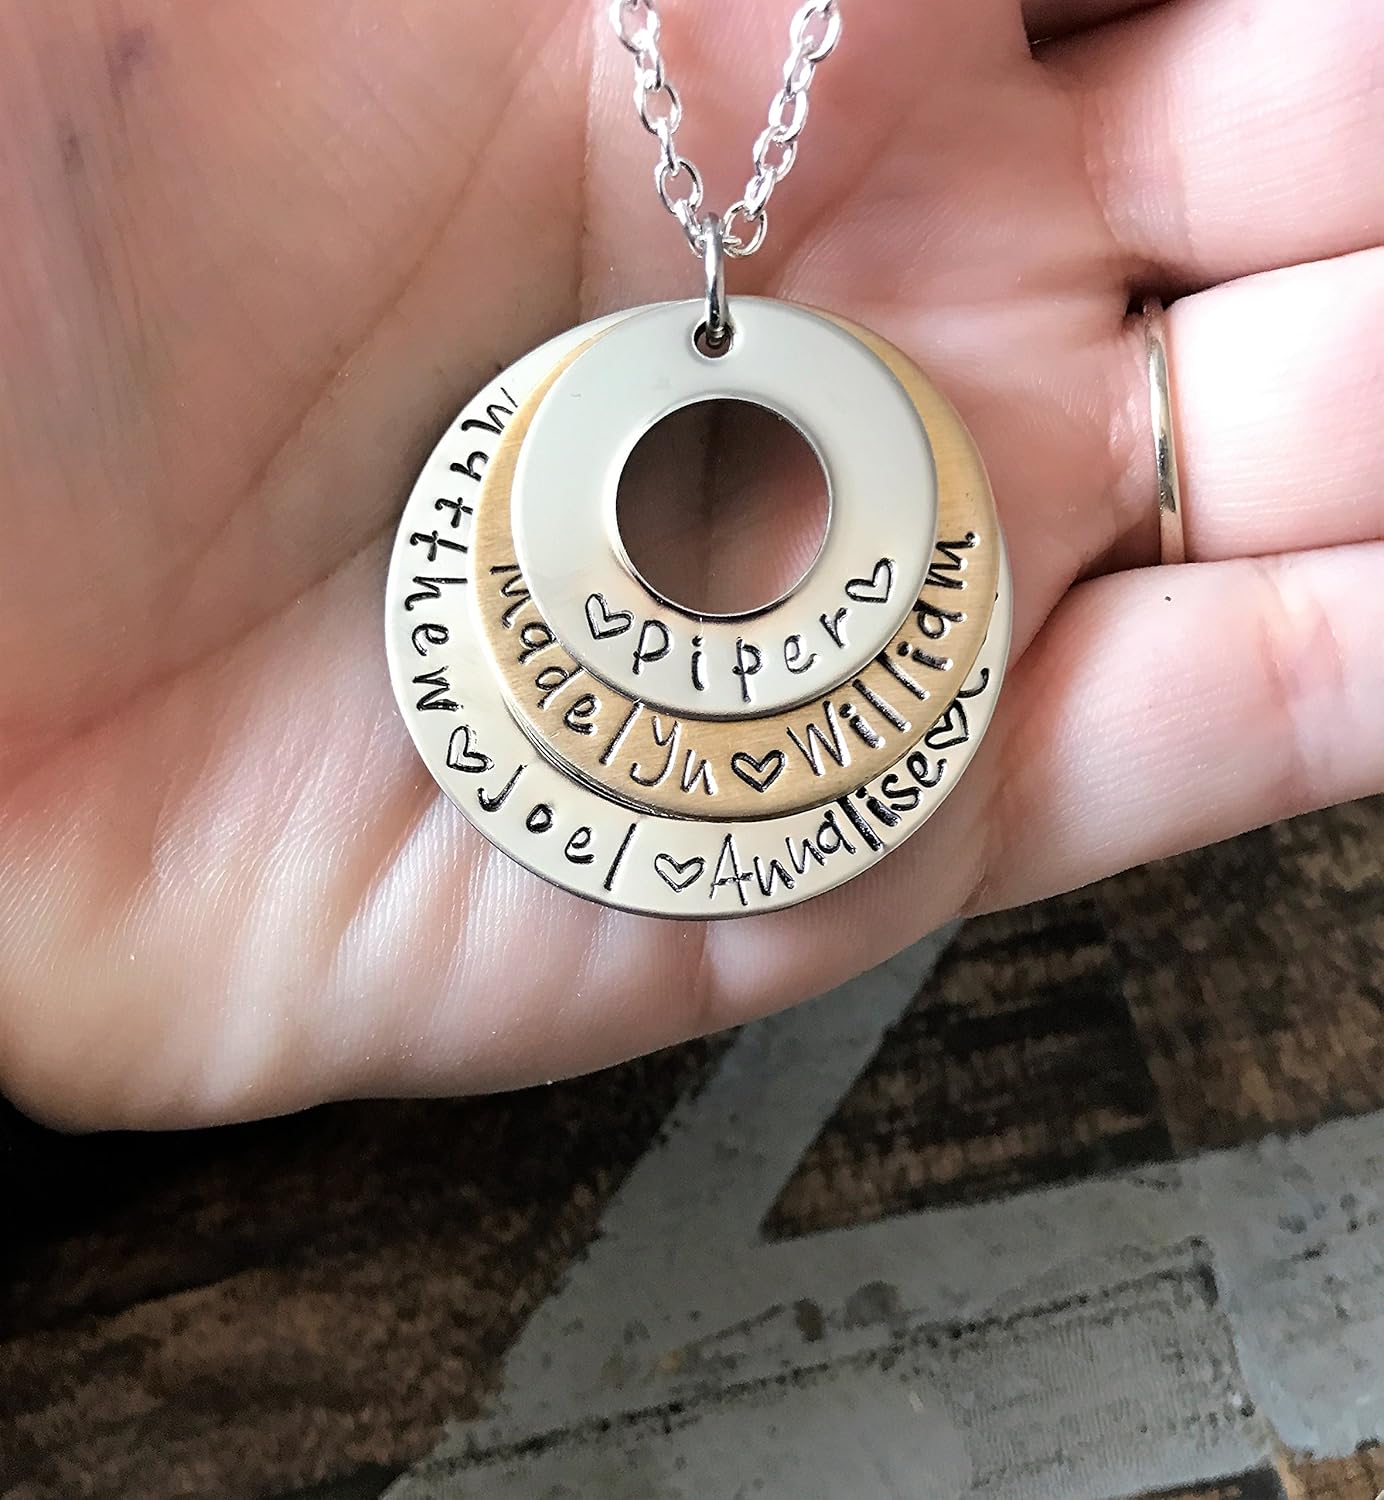 ♡ Piper ♡
Madelyn ♡ William
Matthew ♡ Joel ♡ Annalise ♡